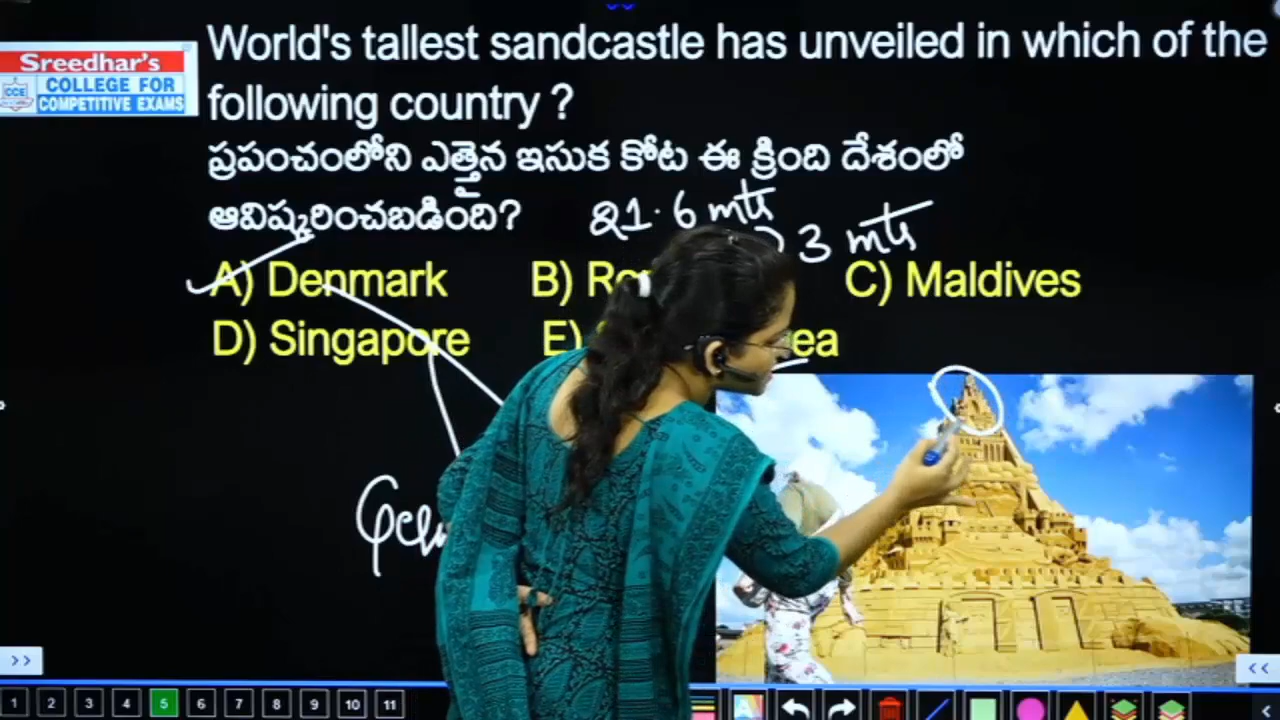 World's tallest sandcastle has unveiled in which of the
Sreedhar's
CCE
COLLEGE FOR
COMPETITIVE EXAMS
following country ?
ప్రపంచంలోని ఎత్తైన ఇసుక కోట ఈ క్రింది దేశంలో
ఆవిష్కరించబడింది? 21.6 mts
3 mts
A) Denmark B) C) Maldives
D) Singapore E)
>> <<
1 2 3 4 5 6 7 8 9 10 11